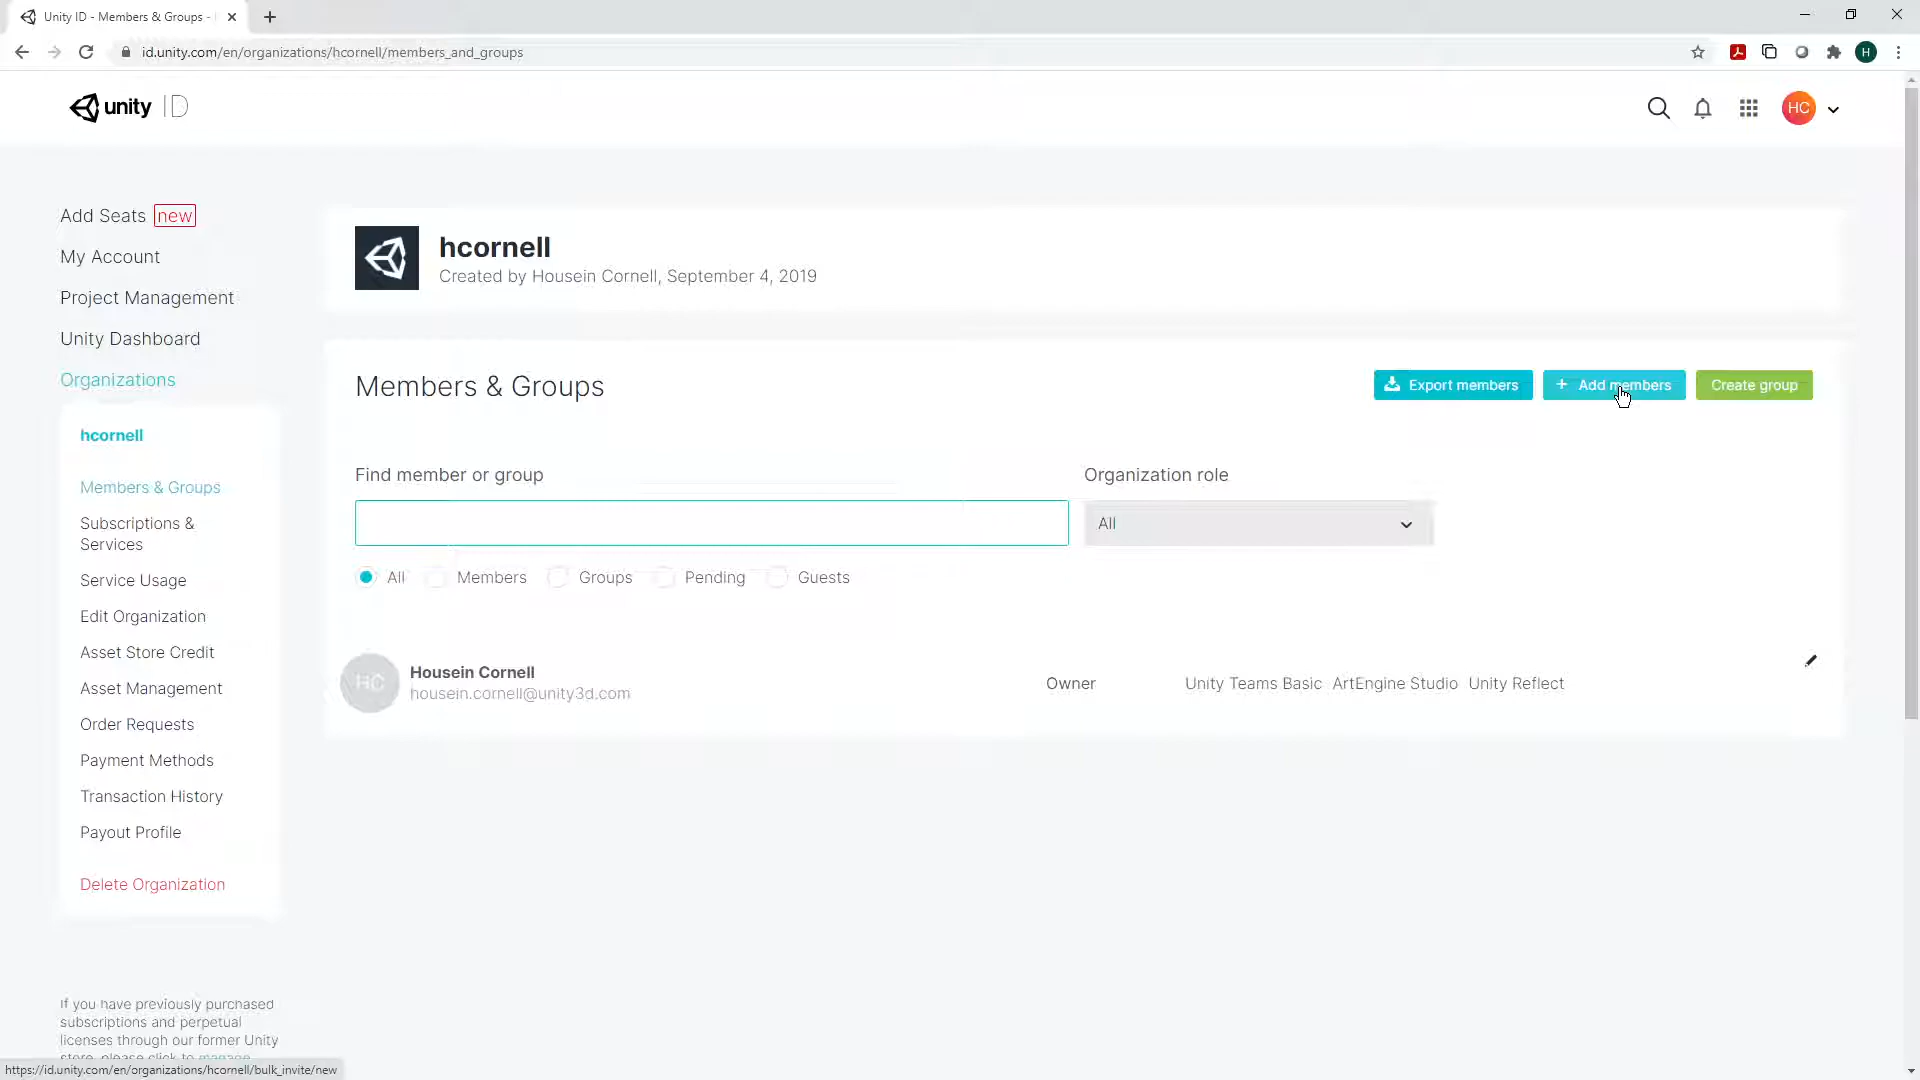 Unity ID - Members & Groups -
id.unity.com/en/organizations/hcornell/members_and_groups
H
unity ID
HC
Add Seats new
My Account
Project Management
Unity Dashboard
Organizations
hcornell
Members & Groups
Subscriptions &
Services
Service Usage
Edit Organization
Asset Store Credit
Asset Management
Order Requests
Payment Methods
Transaction History
Payout Profile
Delete Organization
If you have previously purchased
subscriptions and perpetual
licenses through our former Unity
store, please click to manage
https://id.unity.com/en/organizations/hcornell/bulk_invite/new
hcornell
Created by Housein Cornell, September 4, 2019
Members & Groups
Export members
+ Add members
Create group
Find member or group
Organization role
All
All Members Groups Pending Guests
HC
Housein Cornell
housein.cornell@unity3d.com
Owner
Unity Teams Basic ArtEngine Studio Unity Reflect